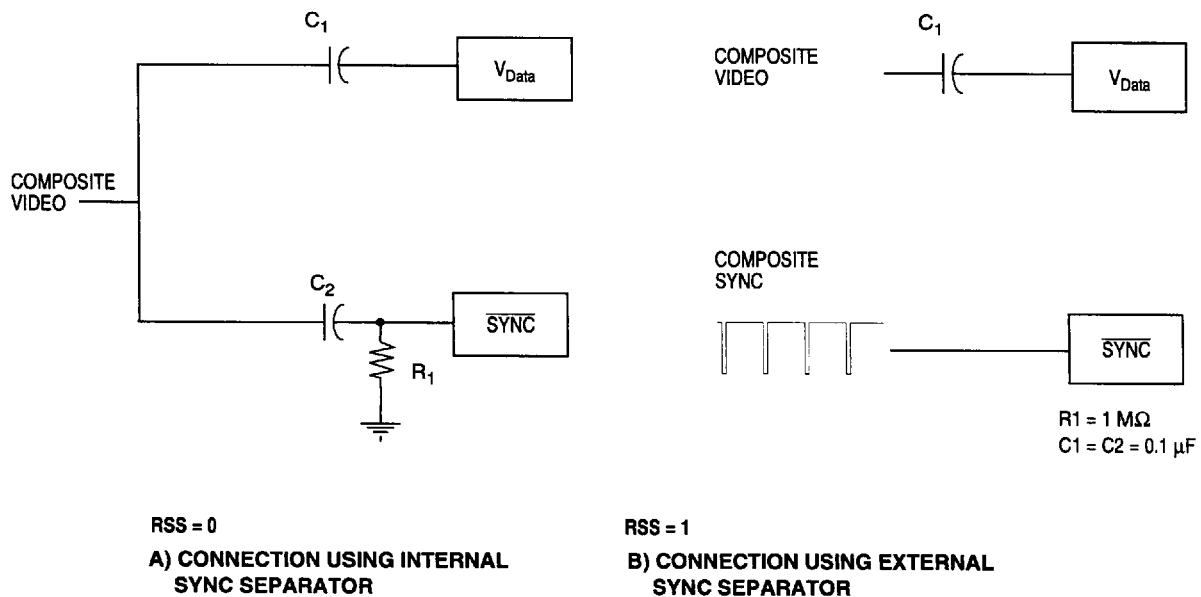 C1
VData
COMPOSITE
VIDEO
C2
SYNC
R1
RSS = 0
A) CONNECTION USING INTERNAL
SYNC SEPARATOR
COMPOSITE
VIDEO
C1
VData
COMPOSITE
SYNC
SYNC
R1 = 1 MΩ
C1 = C2 = 0.1 μF
RSS = 1
B) CONNECTION USING EXTERNAL
SYNC SEPARATOR